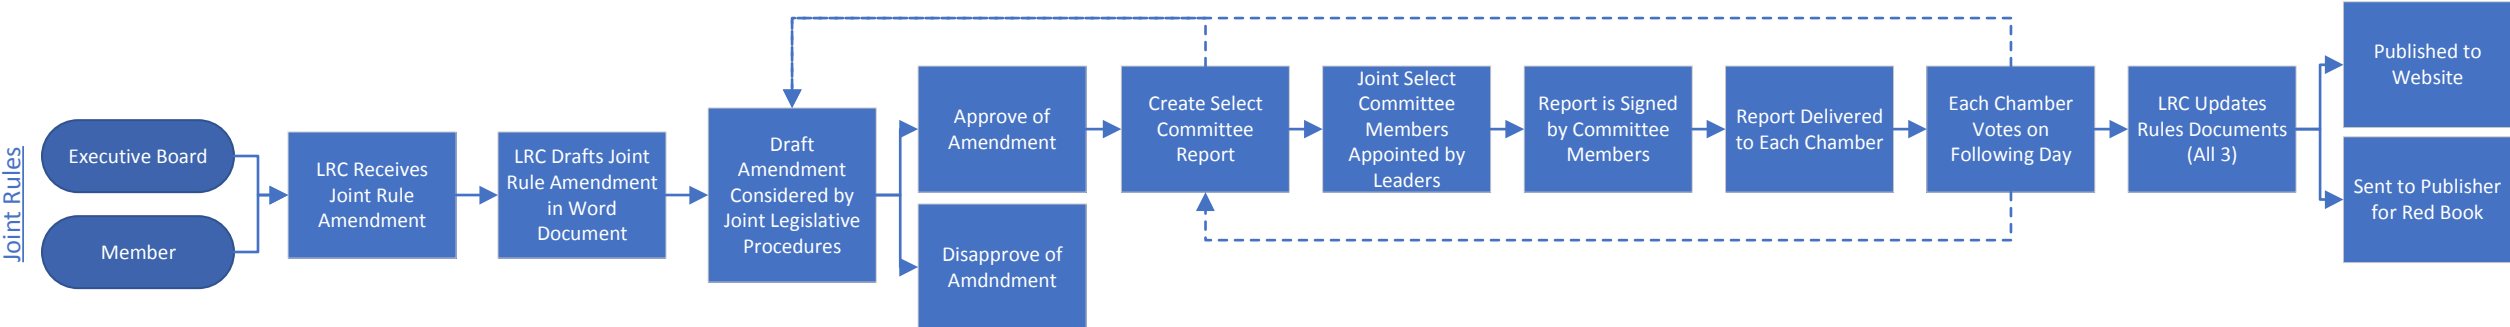 Joint Rules
Executive Board
Member
LRC Receives
Joint Rule
Amendment
LRC Drafts Joint
Rule Amendment
in Word
Document
Draft
Amendment
Considered by
Joint Legislative
Procedures
Approve of
Amendment
Disapprove of
Amdndment
Create Select
Committee
Report
Joint Select
Committee
Members
Appointed by
Leaders
Report is Signed
by Committee
Members
Report Delivered
to Each Chamber
Each Chamber
Votes on
Following Day
LRC Updates
Rules Documents
(All 3)
Published to
Website
Sent to Publisher
for Red Book